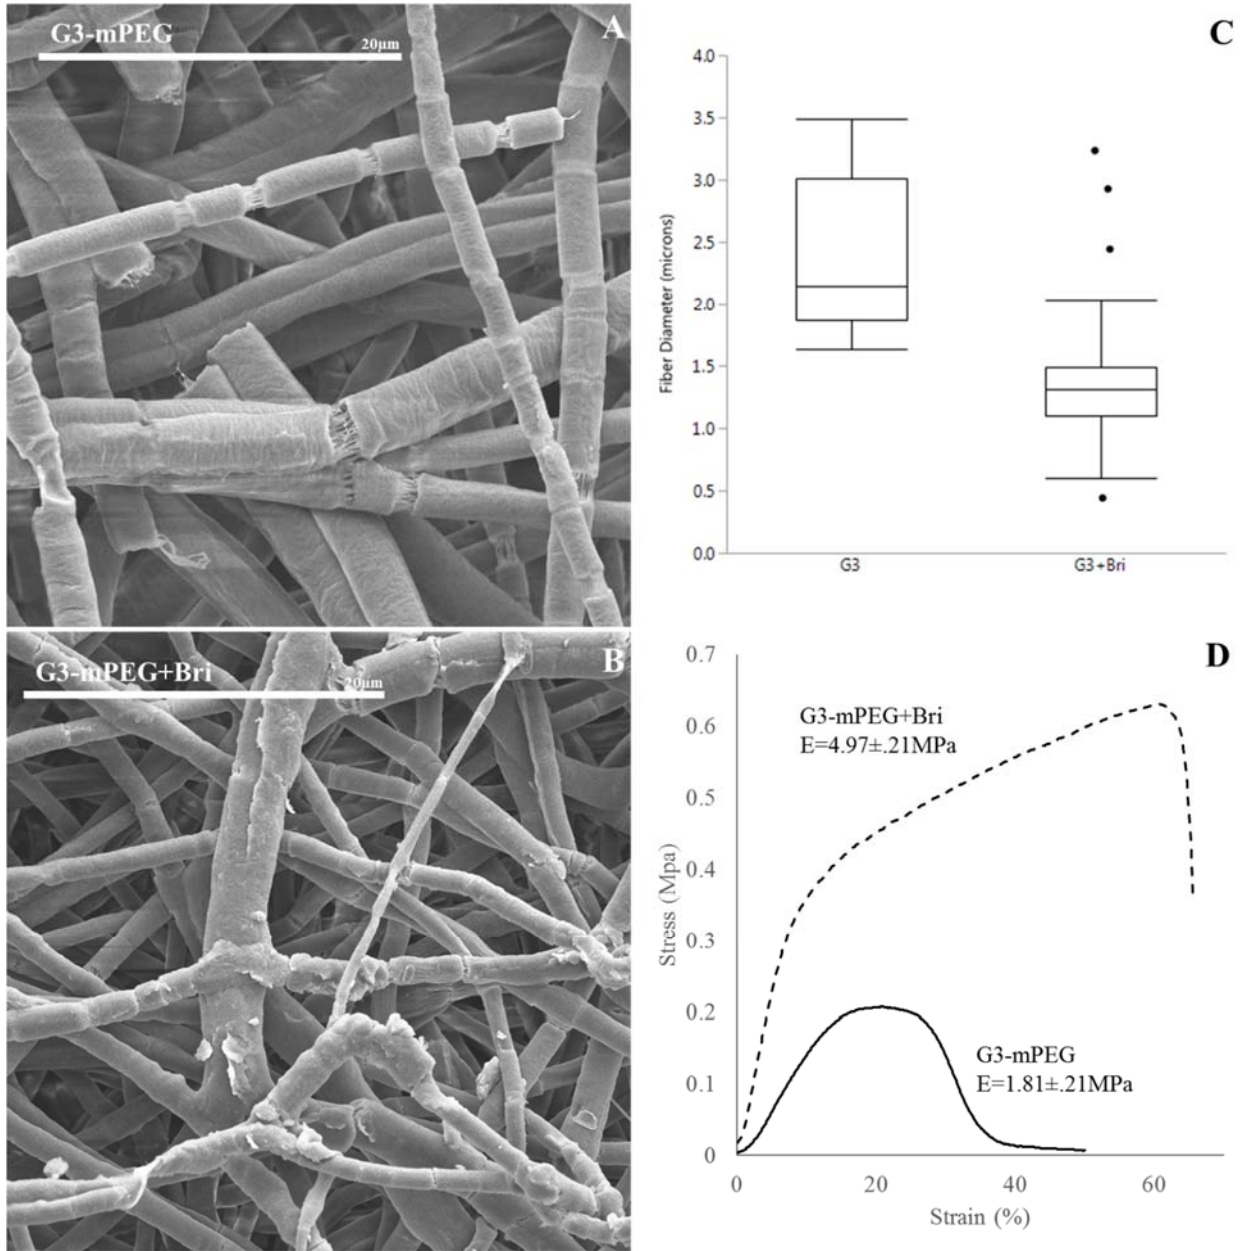 G3-mPEG
A
20μm
G3-mPEG+Bri
B
20μm
C
4.0
3.5
3.0
2.5
2.0
1.5
1.0
0.5
0.0
Fiber Diameter (microns)
G3
G3+Bri
D
0.7
0.6
0.5
0.4
0.3
0.2
0.1
0
Stress (Mpa)
G3-mPEG+Bri
E=4.97±.21MPa
G3-mPEG
E=1.81±.21MPa
0
20
40
60
Strain (%)